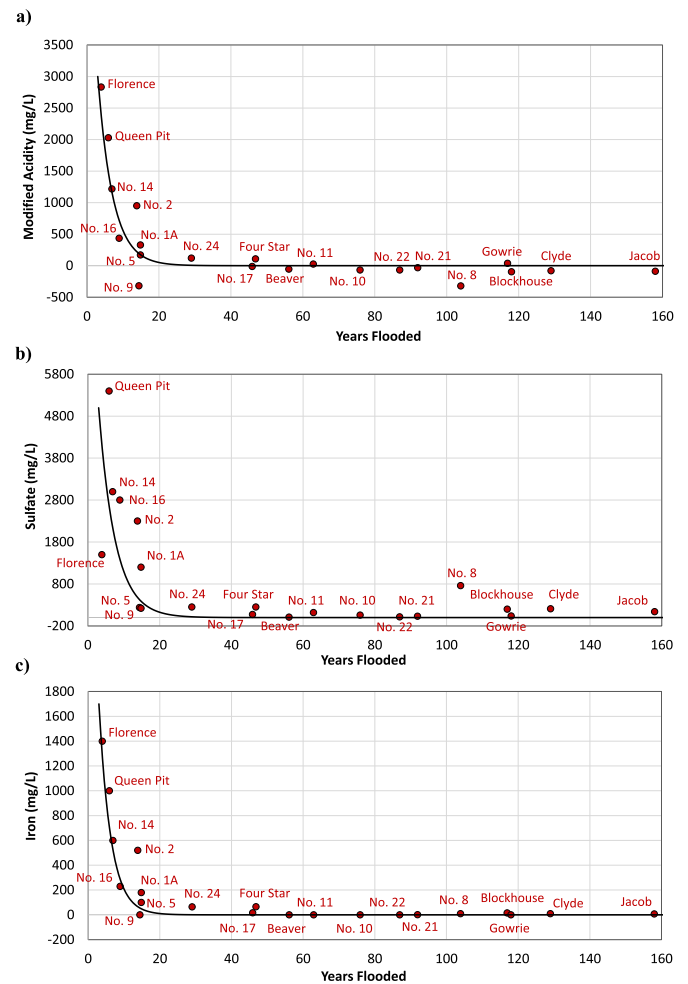 a)
3500
3000
2500
2000
1500
1000
500
0
-500
Modified Acidity (mg/L)
Florence
Queen Pit
No. 14
No. 2
No. 16
No. 1A
No. 5
No. 9
No. 24
Four Star
No. 17
Beaver
No. 11
No. 10
No. 22
No. 21
No. 8
Gowrie
Blockhouse
Clyde
Jacob
0 20 40 60 80 100 120 140 160
Years Flooded
b)
5800
4800
3800
2800
1800
800
-200
Sulfate (mg/L)
Queen Pit
No. 14
No. 16
No. 2
Florence
No. 1A
No. 5
No. 9
No. 24
Four Star
No. 17
Beaver
No. 11
No. 10
No. 21
No. 22
No. 8
Blockhouse
Gowrie
Clyde
Jacob
0 20 40 60 80 100 120 140 160
Years Flooded
c)
1800
1600
1400
1200
1000
800
600
400
200
0
-200
Iron (mg/L)
Florence
Queen Pit
No. 14
No. 2
No. 16
No. 1A
No. 5
No. 9
No. 24
Four Star
No. 17
Beaver
No. 11
No. 10
No. 22
No. 21
No. 8
Blockhouse
Gowrie
Clyde
Jacob
0 20 40 60 80 100 120 140 160
Years Flooded